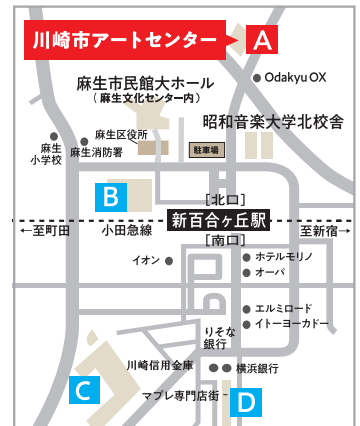 川崎市アートセンター
A
Odakyu OX
麻生市民館大ホール
（麻生文化センター内）
昭和音楽大学北校舎
麻生
小学校
麻生消防署
麻生区役所
駐車場
B
［北口］
←至町田
小田急線
新百合ヶ丘駅
至新宿→
［南口］
イオン
ホテルモリノ
オーパ
エルミロード
イトーヨーカドー
りそな
銀行
川崎信用金庫
横浜銀行
C
マプレ専門店街
D